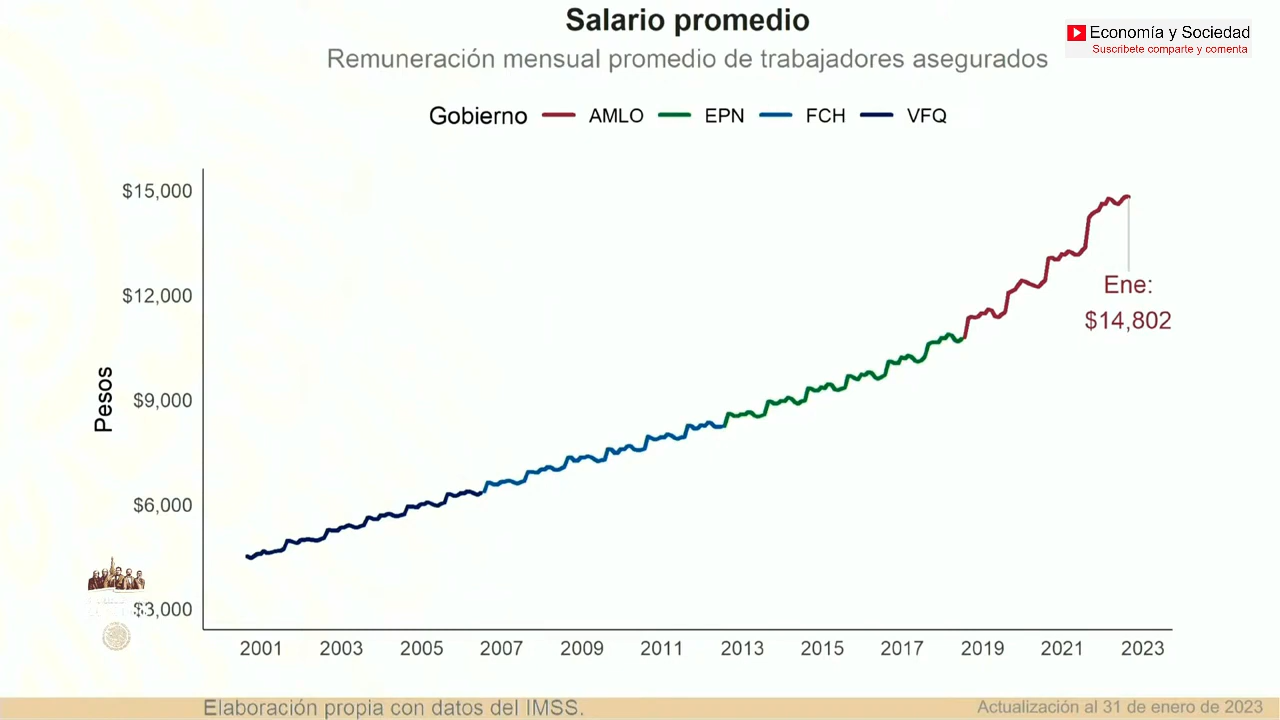 Salario promedio
Economía y Sociedad
Suscribete comparte y comenta
Remuneración mensual promedio de trabajadores asegurados
Gobierno AMLO EPN FCH VFQ
$15,000
$12,000
$9,000
$6,000
$3,000
Pesos
Ene:
$14,802
2001 2003 2005 2007 2009 2011 2013 2015 2017 2019 2021 2023
Elaboración propia con datos del IMSS.
Actualización al 31 de enero de 2023